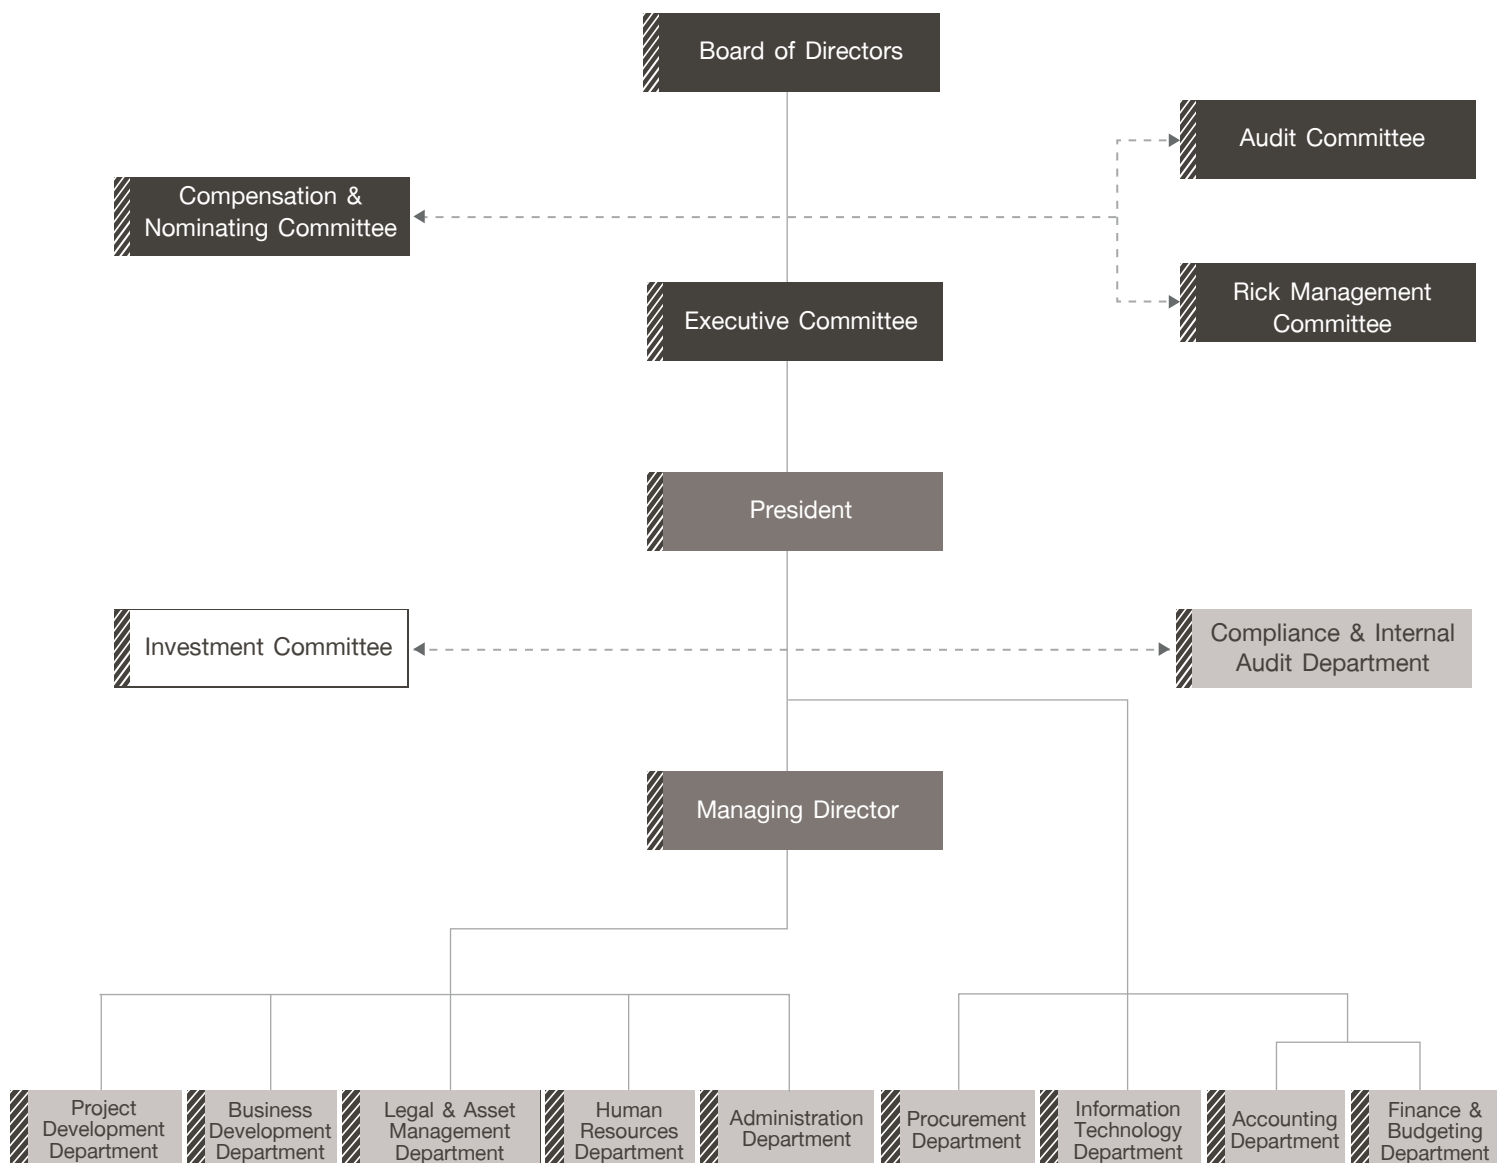 Board of Directors
Audit Committee
Compensation &
Nominating Committee
Rick Management
Committee
Executive Committee
President
Investment Committee
Compliance & Internal
Audit Department
Managing Director
Project
Development
Department
Business
Development
Department
Legal & Asset
Management
Department
Human
Resources
Department
Administration
Department
Procurement
Department
Information
Technology
Department
Accounting
Department
Finance &
Budgeting
Department